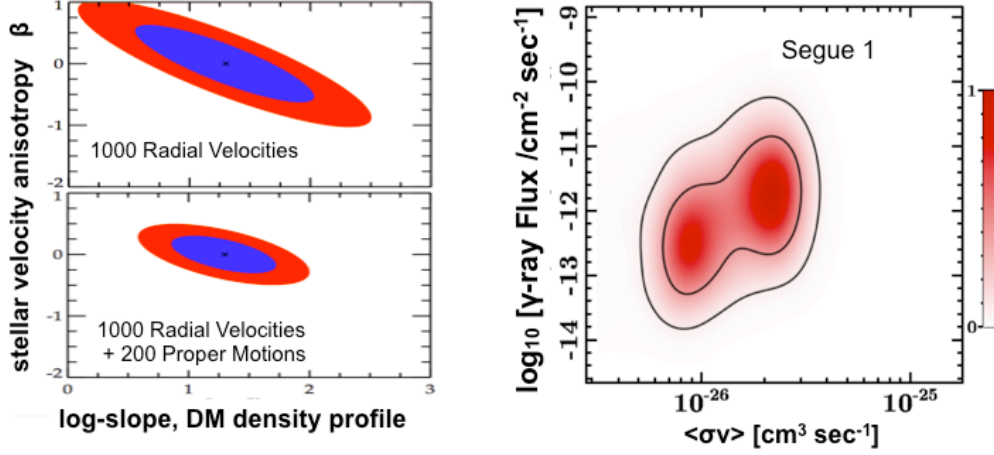 stellar velocity anisotropy β
1
0
-1
-2
1000 Radial Velocities
1
0
-1
-2
1000 Radial Velocities
+ 200 Proper Motions
0
1
2
3
log-slope, DM density profile
log₁₀ [γ-ray Flux /cm⁻² sec⁻¹]
-9
-10
-11
-12
-13
-14
Segue 1
10⁻²⁶
10⁻²⁵
<σv> [cm³ sec⁻¹]
1
0